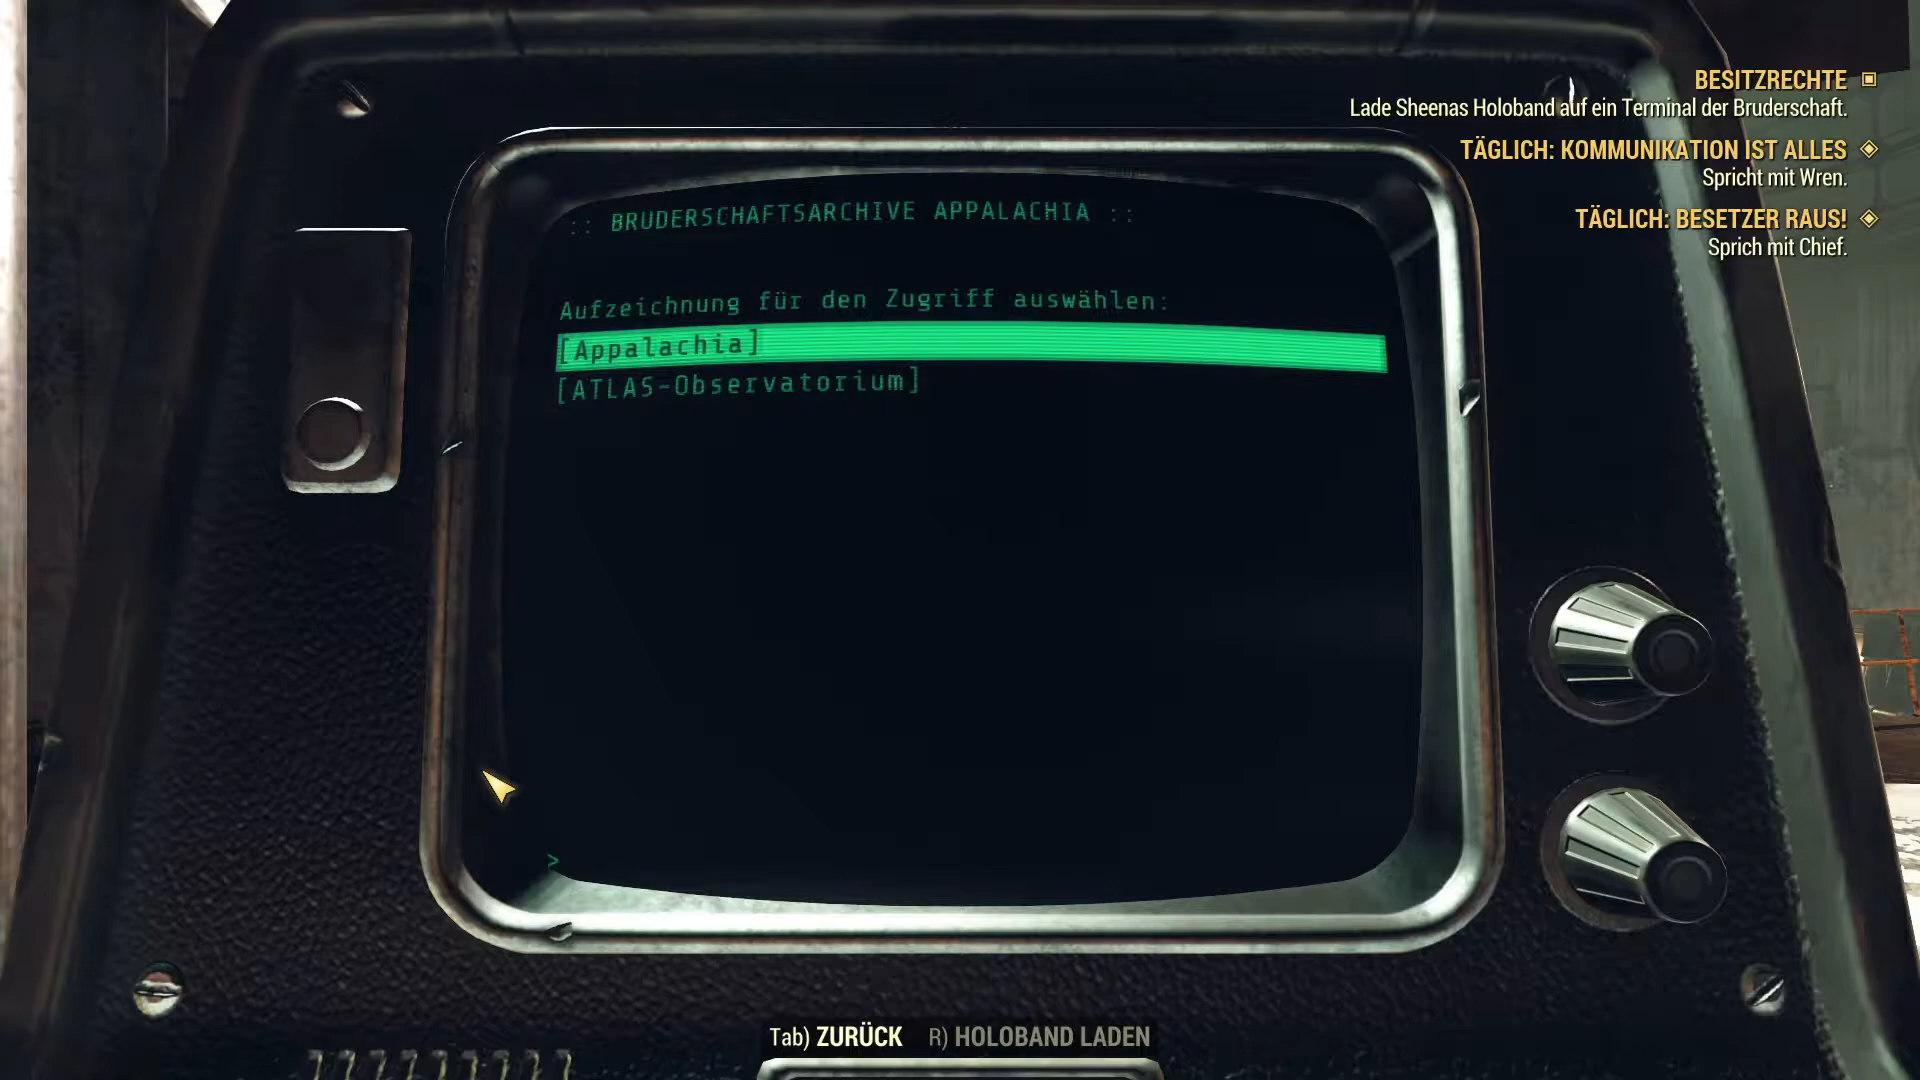 BESITZRECHTE
Lade Sheenas Holoband auf ein Terminal der Bruderschaft.
TÄGLICH: KOMMUNIKATION IST ALLES
Spricht mit Wren.
TÄGLICH: BESETZER RAUS!
Sprich mit Chief.
:: BRUDERSCHAFTSARCHIVE APPALACHIA ::
Aufzeichnung für den Zugriff auswählen:
[Appalachia]
[ATLAS-Observatorium]
>
Tab) ZURÜCK R) HOLOBAND LADEN